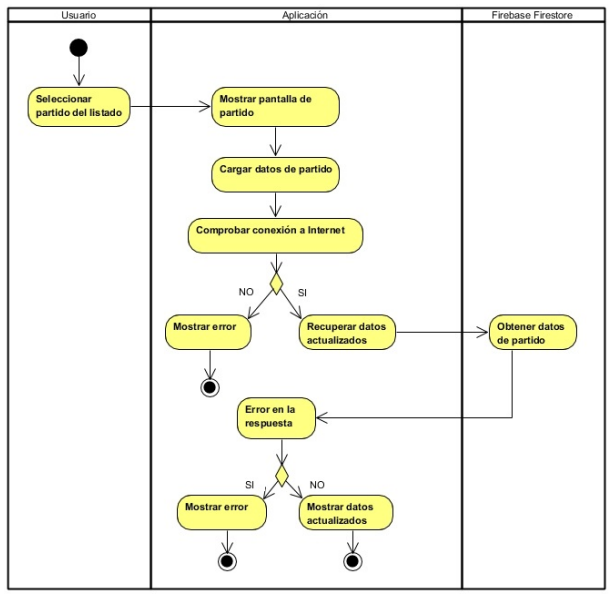 Usuario
Aplicación
Firebase Firestore
Seleccionar
partido del listado
Mostrar pantalla de
partido
Cargar datos de partido
Comprobar conexión a Internet
NO
SI
Mostrar error
Recuperar datos
actualizados
Obtener datos
de partido
Error en la
respuesta
SI
NO
Mostrar error
Mostrar datos
actualizados